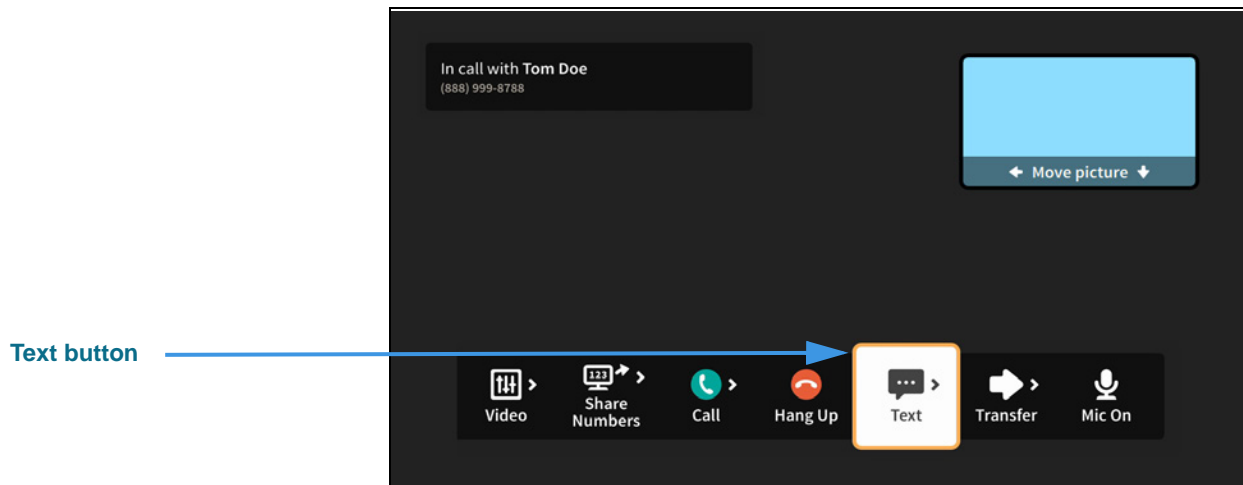 In call with Tom Doe
(888) 999-8788
Move picture
Text button
123
Video
Share
Numbers
Call
Hang Up
Text
Transfer
Mic On